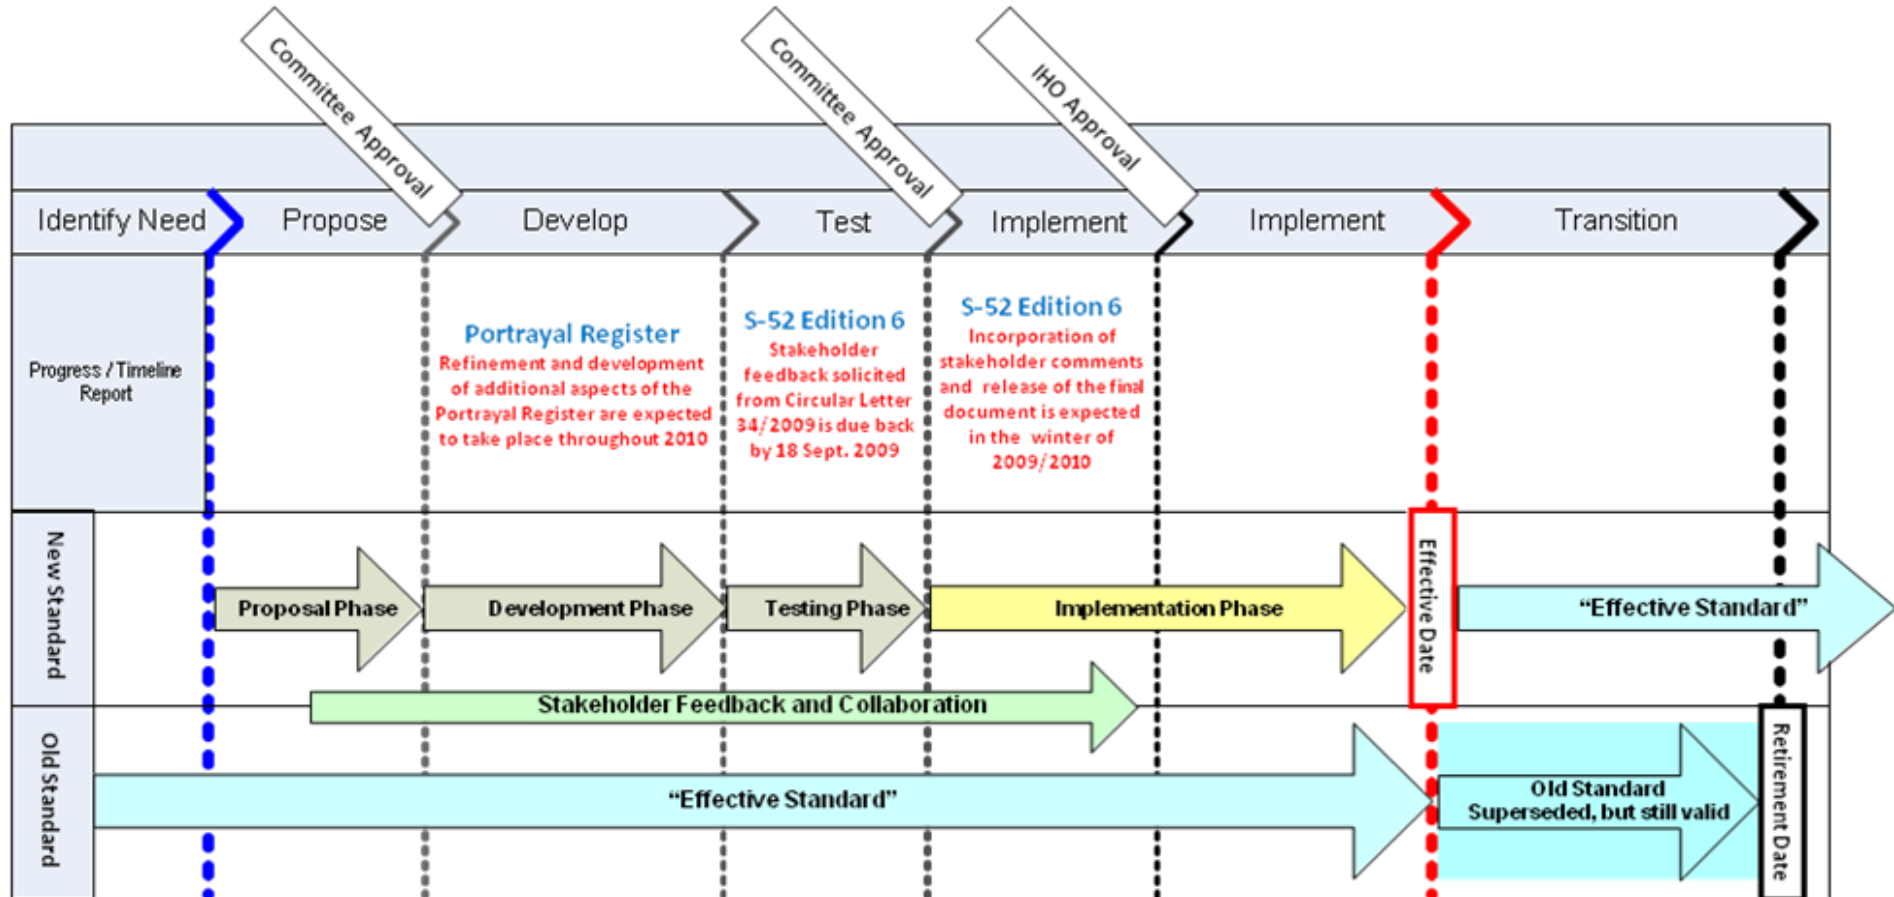 Committee Approval
Committee Approval
IHO Approval
Identify Need
Propose
Develop
Test
Implement
Implement
Transition
Progress / Timeline
Report
Portrayal Register
Refinement and development
of additional aspects of the
Portrayal Register are expected
to take place throughout 2010
S-52 Edition 6
Stakeholder
feedback solicited
from Circular Letter
34/2009 is due back
by 18 Sept. 2009
S-52 Edition 6
Incorporation of
stakeholder comments
and release of the final
document is expected
in the winter of
2009/2010
New Standard
Proposal Phase
Development Phase
Testing Phase
Implementation Phase
Effective Date
“Effective Standard”
Stakeholder Feedback and Collaboration
Old Standard
“Effective Standard”
Old Standard
Superseded, but still valid
Retirement Date